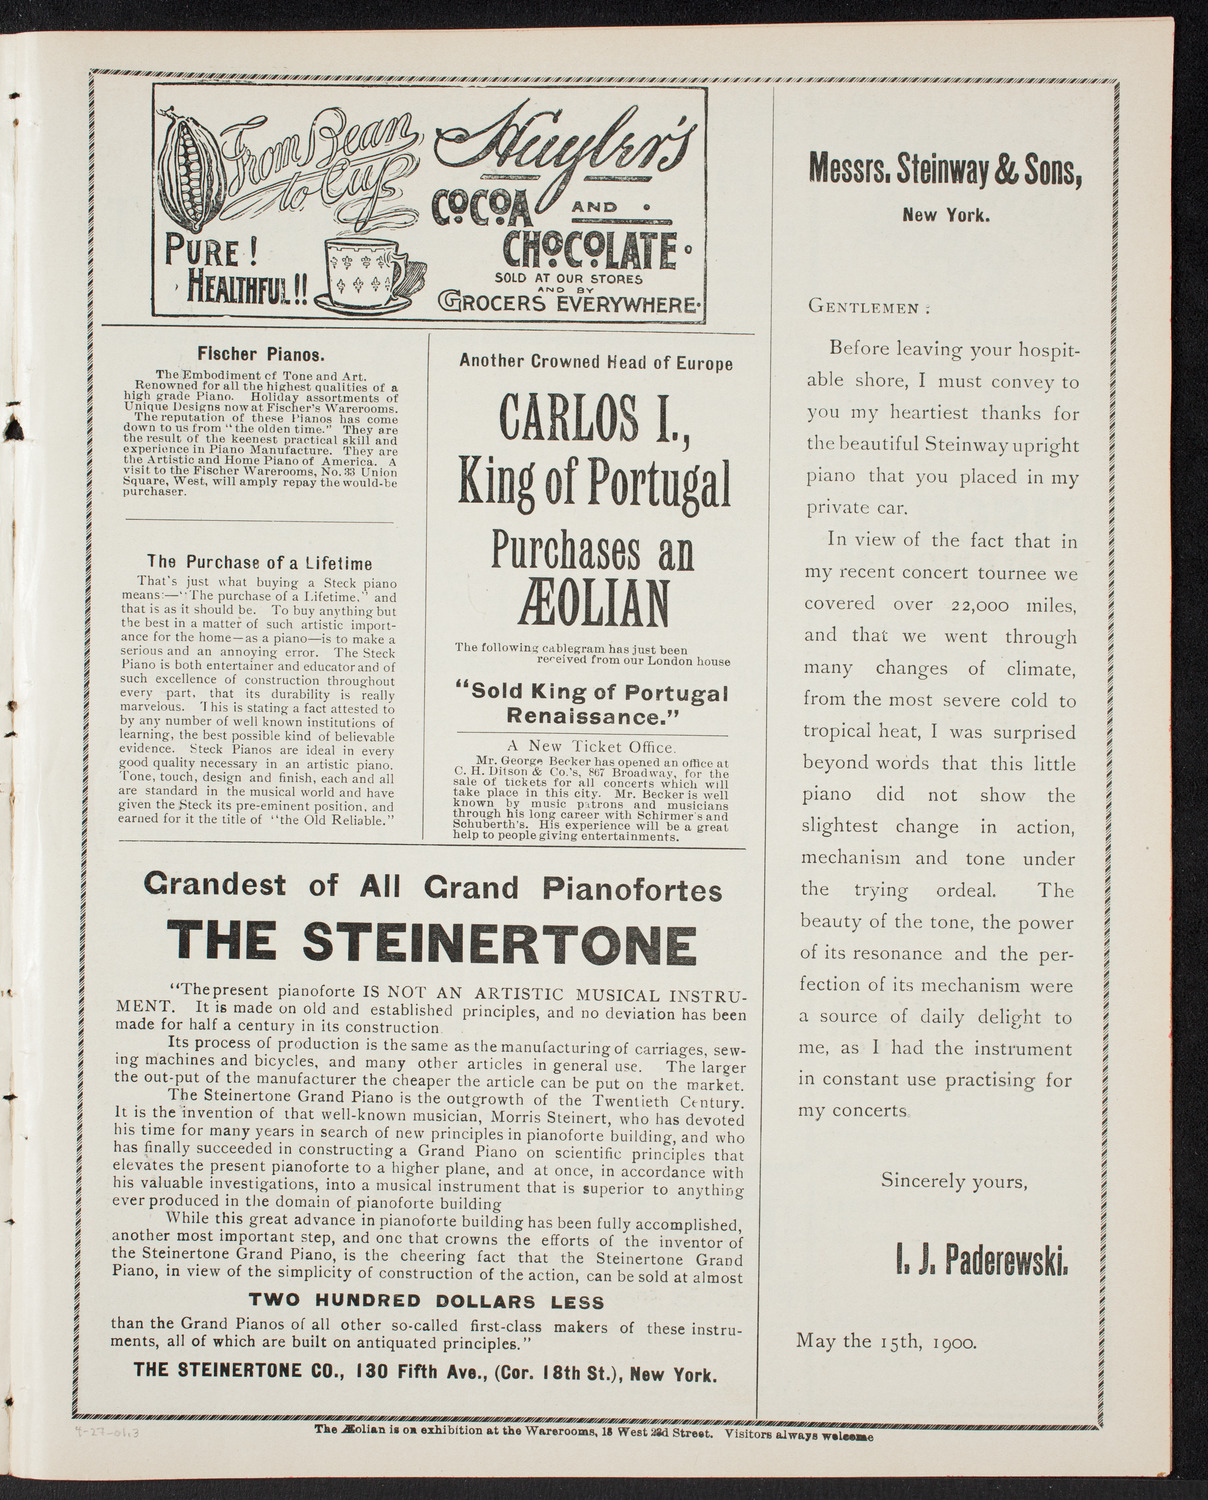 From Bean
to Cup
Huyler's
COCOA AND
CHOCOLATE
PURE!
HEALTHFUL!!
SOLD AT OUR STORES
AND BY
GROCERS EVERYWHERE
Fischer Pianos.
The Embodiment of Tone and Art.
Renowned for all the highest qualities of a
high grade Piano. Holiday assortments of
Unique Designs now at Fischer's Warerooms.
The reputation of these Pianos has come
down to us from "the olden time." They are
the result of the keenest practical skill and
experience in Piano Manufacture. They are
the Artistic and Home Piano of America. A
visit to the Fischer Warerooms, No. 33 Union
Square, West, will amply repay the would-be
purchaser.
The Purchase of a Lifetime
That's just what buying a Steck piano
means:—"The purchase of a Lifetime," and
that is as it should be. To buy anything but
the best in a matter of such artistic import-
ance for the home—as a piano—is to make a
serious and an annoying error. The Steck
Piano is both entertainer and educator and of
such excellence of construction throughout
every part, that its durability is really
marvelous. This is stating a fact attested to
by any number of well known institutions of
learning, the best possible kind of believable
evidence. Steck Pianos are ideal in every
good quality necessary in an artistic piano.
Tone, touch, design and finish, each and all
are standard in the musical world and have
given the Steck its pre-eminent position, and
earned for it the title of "the Old Reliable."
Another Crowned Head of Europe
CARLOS I.,
King of Portugal
Purchases an
ÆOLIAN
The following cablegram has just been
received from our London house
"Sold King of Portugal
Renaissance."
A New Ticket Office.
Mr. George Becker has opened an office at
C. H. Ditson & Co.'s, 867 Broadway, for the
sale of tickets for all concerts which will
take place in this city. Mr. Becker is well
known by music patrons and musicians
through his long career with Schirmer's and
Schuberth's. His experience will be a great
help to people giving entertainments.
Grandest of All Grand Pianofortes
THE STEINERTONE
"The present pianoforte IS NOT AN ARTISTIC MUSICAL INSTRU-
MENT. It is made on old and established principles, and no deviation has been
made for half a century in its construction
Its process of production is the same as the manufacturing of carriages, sew-
ing machines and bicycles, and many other articles in general use. The larger
the out-put of the manufacturer the cheaper the article can be put on the market.
The Steinertone Grand Piano is the outgrowth of the Twentieth Century.
It is the invention of that well-known musician, Morris Steinert, who has devoted
his time for many years in search of new principles in pianoforte building, and who
has finally succeeded in constructing a Grand Piano on scientific principles that
elevates the present pianoforte to a higher plane, and at once, in accordance with
his valuable investigations, into a musical instrument that is superior to anything
ever produced in the domain of pianoforte building
While this great advance in pianoforte building has been fully accomplished,
another most important step, and one that crowns the efforts of the inventor of
the Steinertone Grand Piano, is the cheering fact that the Steinertone Grand
Piano, in view of the simplicity of construction of the action, can be sold at almost
TWO HUNDRED DOLLARS LESS
than the Grand Pianos of all other so-called first-class makers of these instru-
ments, all of which are built on antiquated principles."
THE STEINERTONE CO., 130 Fifth Ave., (Cor. 18th St.), New York.
Messrs. Steinway & Sons,
New York.
GENTLEMEN:
Before leaving your hospit-
able shore, I must convey to
you my heartiest thanks for
the beautiful Steinway upright
piano that you placed in my
private car.
In view of the fact that in
my recent concert tournee we
covered over 22,000 miles,
and that we went through
many changes of climate,
from the most severe cold to
tropical heat, I was surprised
beyond words that this little
piano did not show the
slightest change in action,
mechanism and tone under
the trying ordeal. The
beauty of the tone, the power
of its resonance and the per-
fection of its mechanism were
a source of daily delight to
me, as I had the instrument
in constant use practising for
my concerts.
Sincerely yours,
I. J. Paderewski.
May the 15th, 1900.
The Æolian is on exhibition at the Warerooms, 18 West 23d Street. Visitors always welcome
4-27-01.3